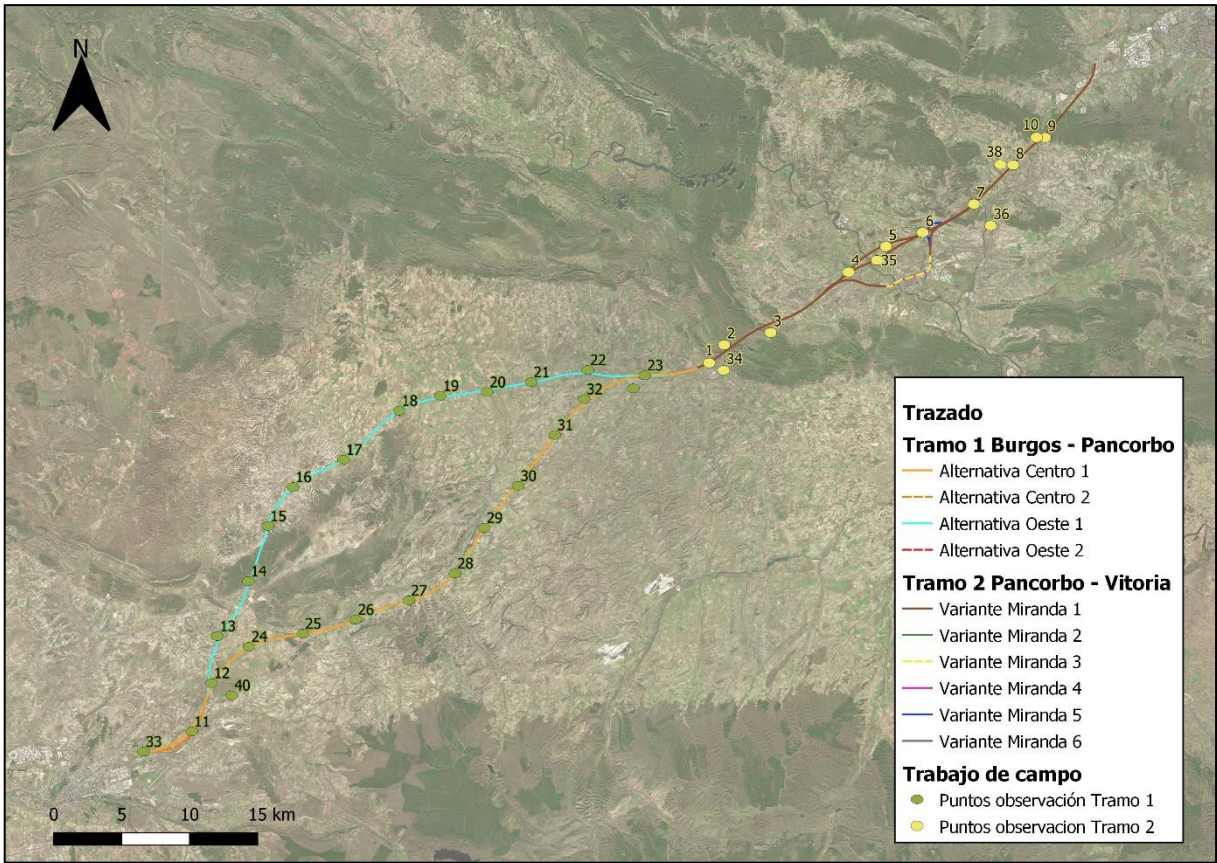 N
10 9
38 8
7
36
6
5
4 35
3
2
1
34
22 23
21
20
19
32
18
31
17
30
16
29
15
28
14
27
26
25
13
24
12
40
11
33
0 5 10 15 km
Trazado
Tramo 1 Burgos - Pancorbo
Alternativa Centro 1
Alternativa Centro 2
Alternativa Oeste 1
Alternativa Oeste 2
Tramo 2 Pancorbo - Vitoria
Variante Miranda 1
Variante Miranda 2
Variante Miranda 3
Variante Miranda 4
Variante Miranda 5
Variante Miranda 6
Trabajo de campo
Puntos observación Tramo 1
Puntos observacion Tramo 2